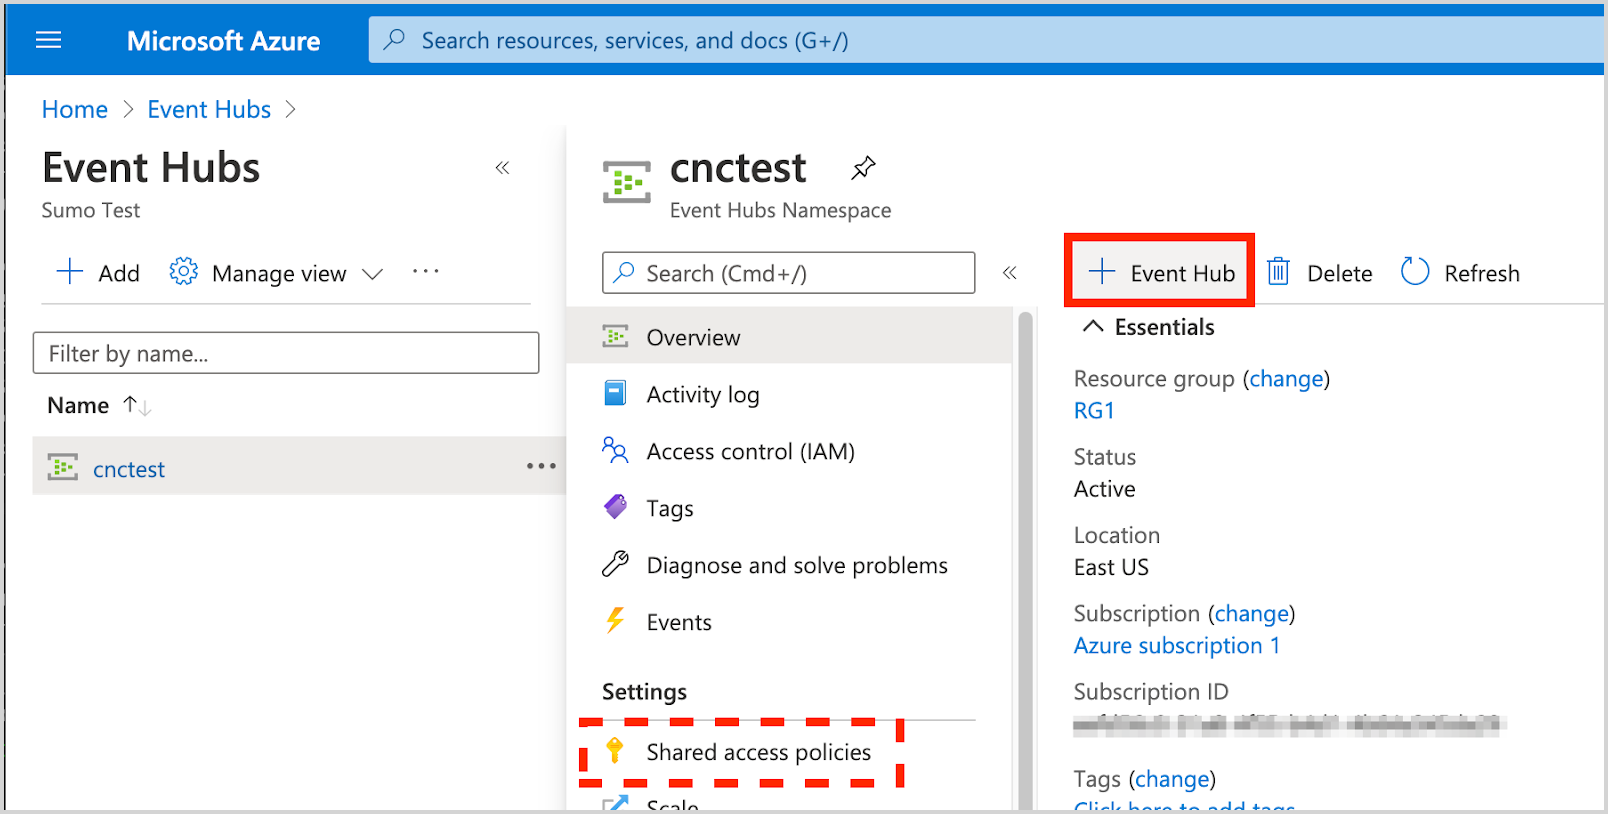 Microsoft Azure
Search resources, services, and docs (G+/)
Home > Event Hubs >
Event Hubs
Sumo Test
Add
Manage view
Filter by name...
Name
cnctest
cnctest
Event Hubs Namespace
Search (Cmd+/)
Overview
Activity log
Access control (IAM)
Tags
Diagnose and solve problems
Events
Settings
Shared access policies
Scale
Event Hub
Delete
Refresh
Essentials
Resource group (change)
RG1
Status
Active
Location
East US
Subscription (change)
Azure subscription 1
Subscription ID
Tags (change)
Click here to add tags